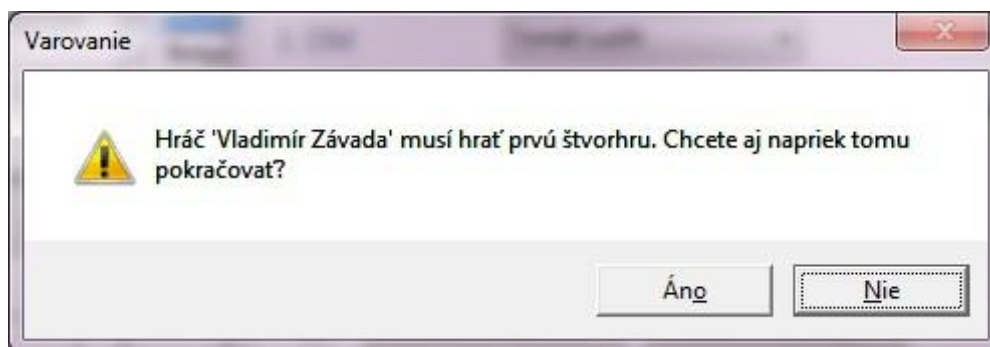 Varovanie
Hráč 'Vladimír Závada' musí hrať prvú štvorhru. Chcete aj napriek tomu
pokračovať?
Áno
Nie